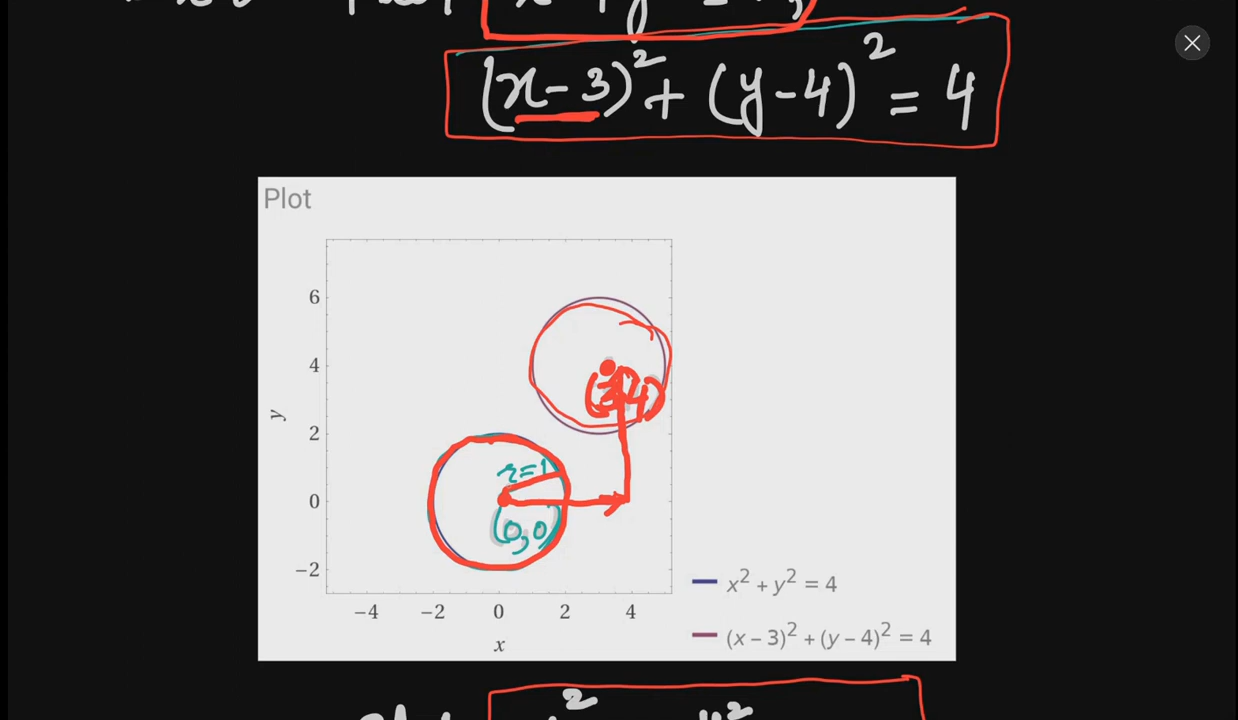 (x-3)² + (y-4)² = 4
Plot
6
4
2
0
−2
−4 −2 0 2 4
x
y
(3,4)
r=1
(0,0)
x² + y² = 4
(x − 3)² + (y − 4)² = 4